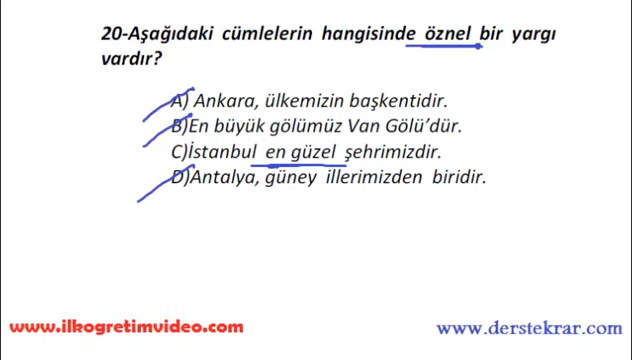 20-Aşağıdaki cümlelerin hangisinde öznel bir yargı
vardır?
A) Ankara, ülkemizin başkentidir.
B)En büyük gölümüz Van Gölü’dür.
C)İstanbul en güzel şehrimizdir.
D)Antalya, güney illerimizden biridir.
www.ilkogretimvideo.com
www.derstekrar.com